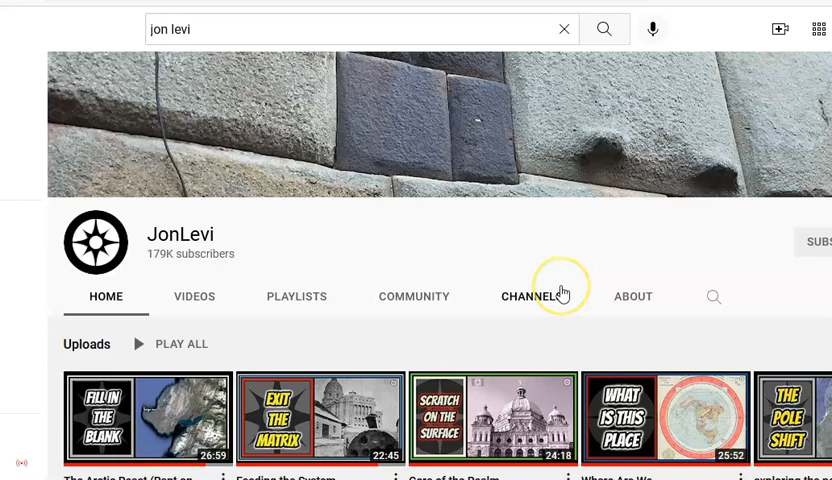 jon levi
JonLevi
179K subscribers
SUBS
HOME VIDEOS PLAYLISTS COMMUNITY CHANNELS ABOUT
Uploads PLAY ALL
FILL IN
THE
BLANK
26:59
EXIT
THE
MATRIX
22:45
SCRATCH
ON THE
SURFACE
24:18
WHAT
IS THIS
PLACE
25:52
THE
POLE
SHIFT